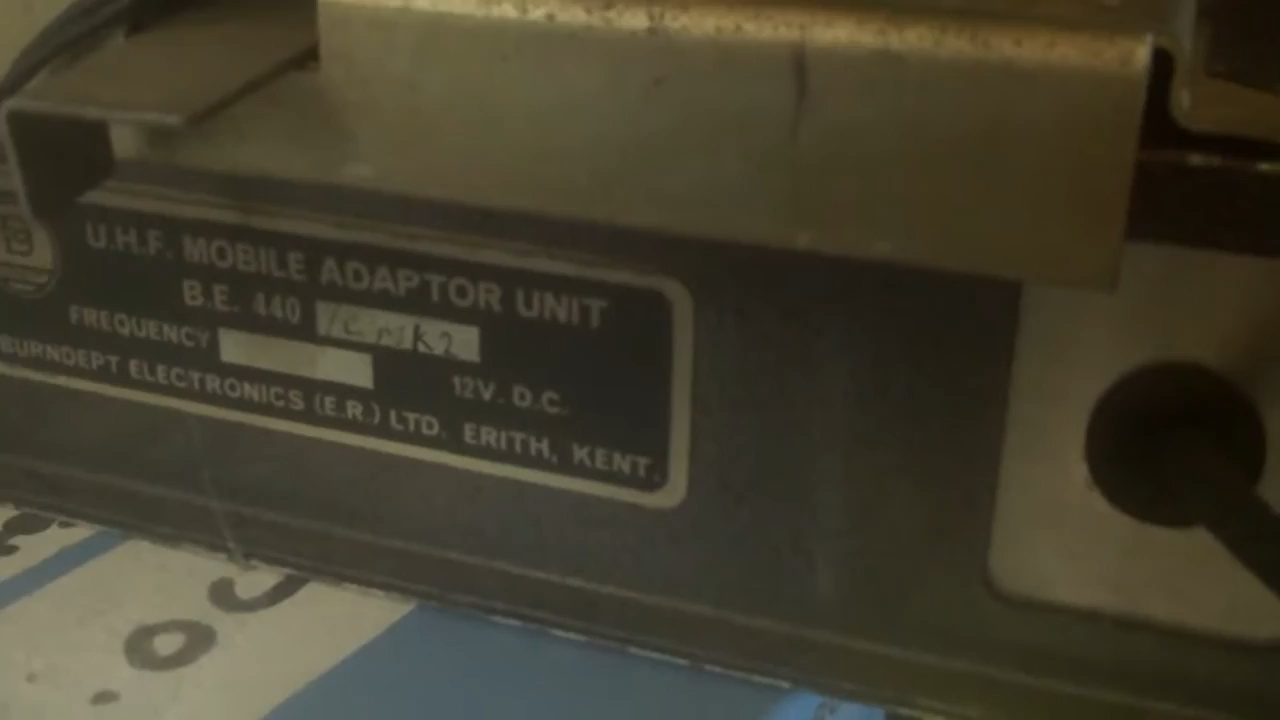 U.H.F. MOBILE ADAPTOR UNIT
B.E. 440
FREQUENCY
12V. D.C.
BURNDEPT ELECTRONICS (E.R.) LTD. ERITH, KENT.